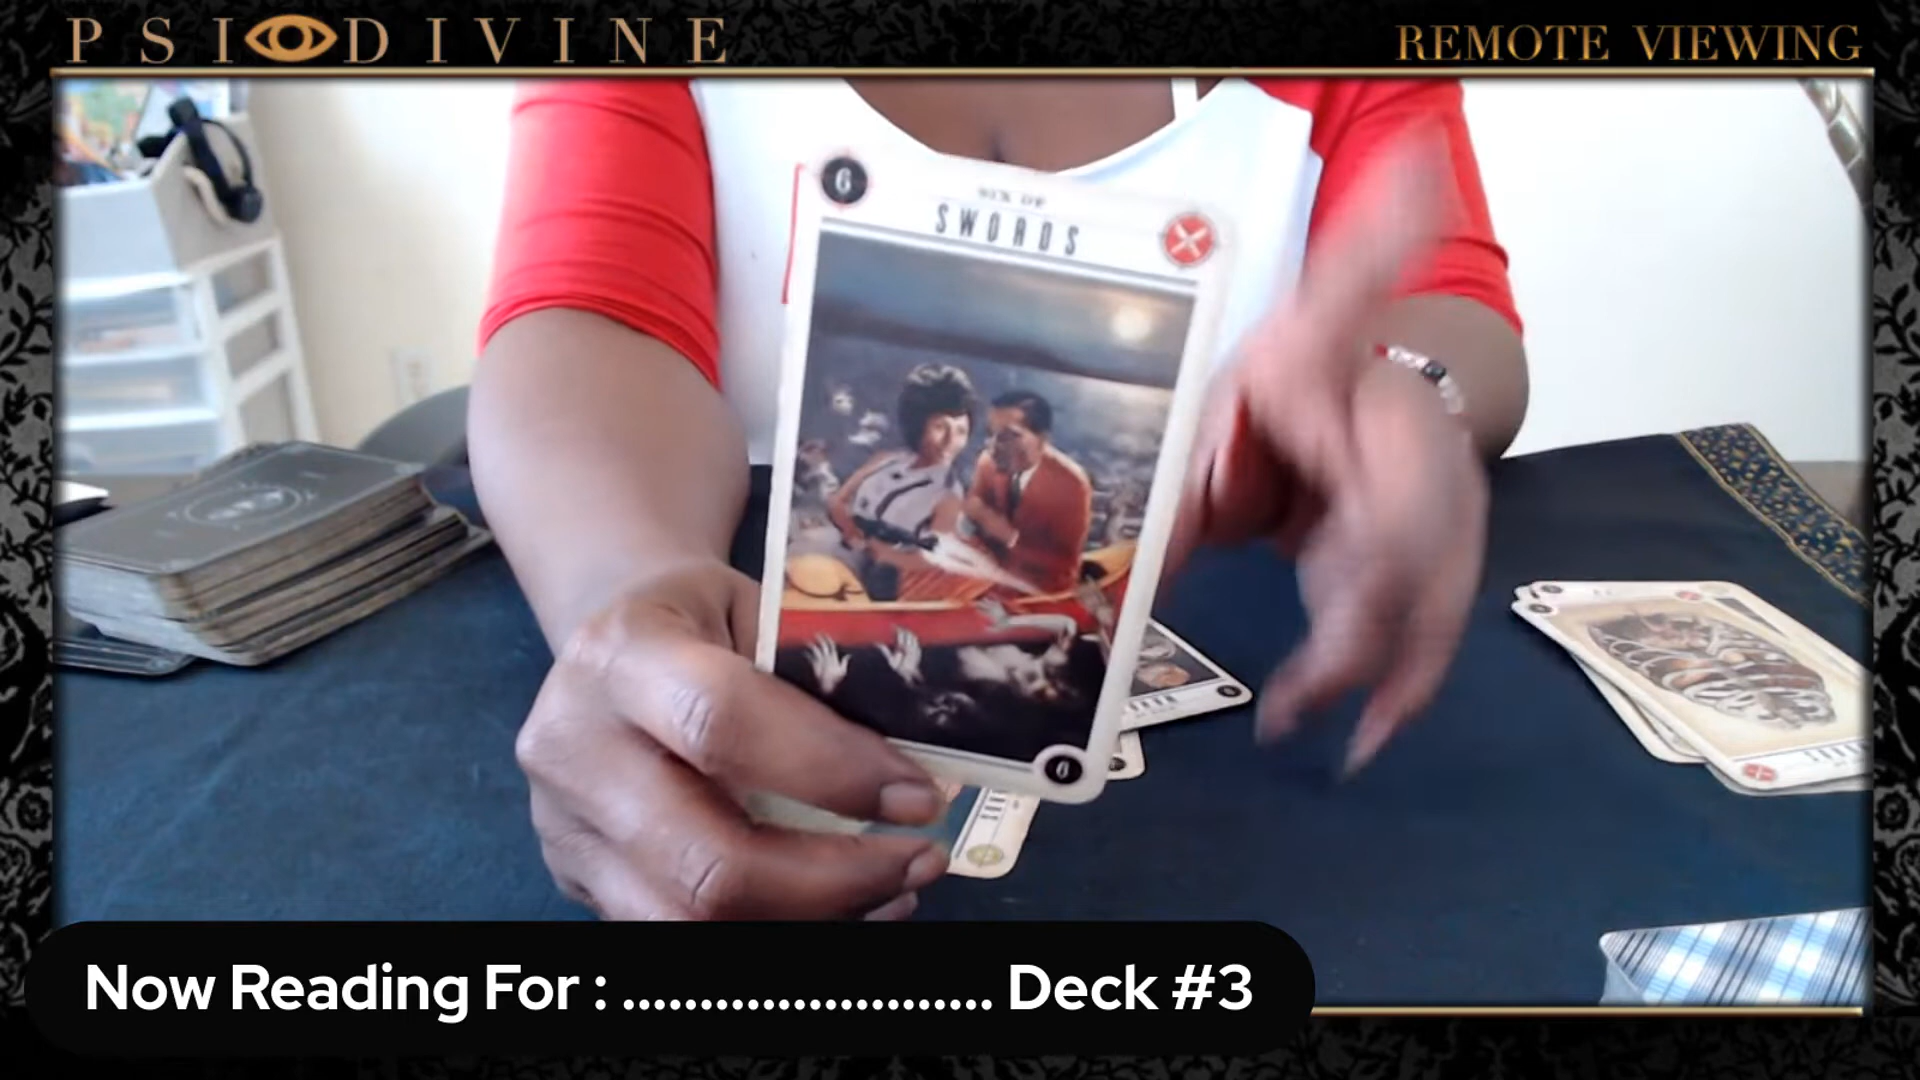 PSI DIVINE
REMOTE VIEWING
6
SIX OF
SWORDS
6
Now Reading For : ....................... Deck #3